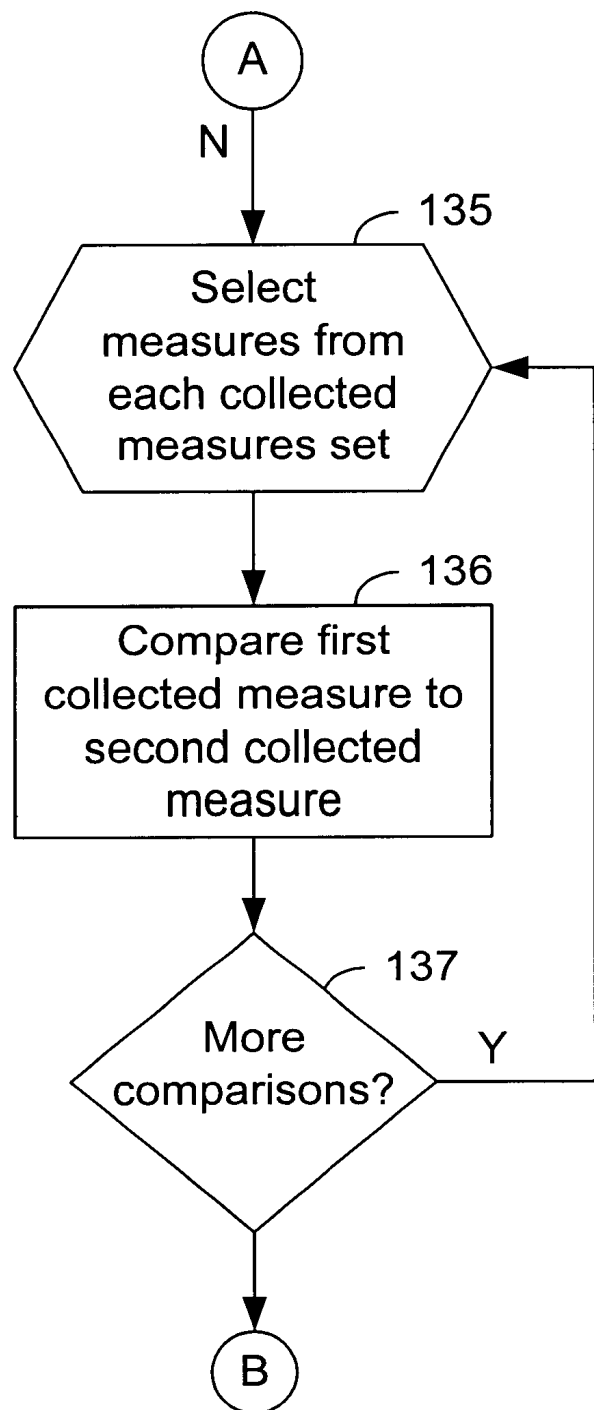 A
N
135
Select
measures from
each collected
measures set
136
Compare first
collected measure to
second collected
measure
137
More
comparisons?
Y
B